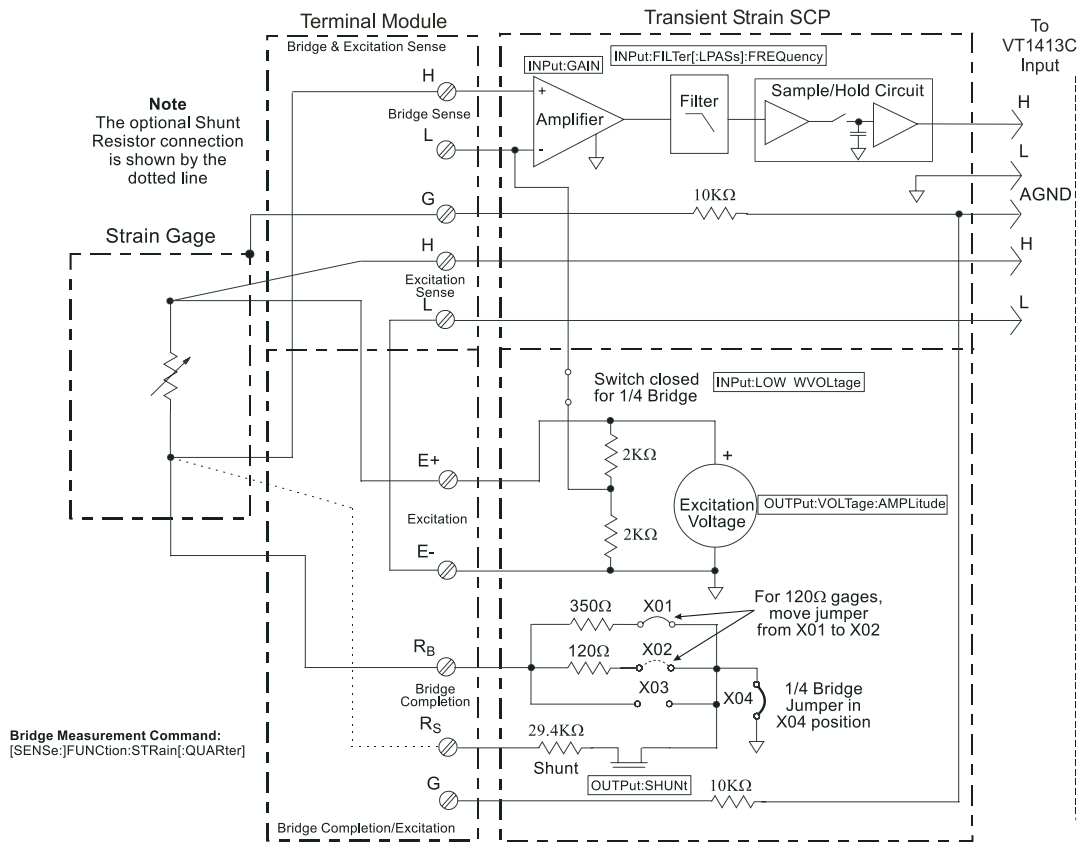 Terminal Module
Transient Strain SCP
To
VT1413C
Input
Bridge & Excitation Sense
INPut:GAIN
INPut:FILTer[:LPASs]:FREQuency
Note
The optional Shunt
Resistor connection
is shown by the
dotted line
H
Bridge Sense
L
+
Amplifier
-
Filter
Sample/Hold Circuit
H
L
AGND
G
10KΩ
Strain Gage
H
Excitation
Sense
L
H
L
Switch closed
for 1/4 Bridge
INPut:LOW WVOLtage
E+
2KΩ
+
Excitation
Voltage
OUTPut:VOLTage:AMPLitude
Excitation
2KΩ
E-
350Ω
X01
For 120Ω gages,
move jumper
from X01 to X02
RB
120Ω
X02
Bridge
Completion
X03
X04
1/4 Bridge
Jumper in
X04 position
RS
29.4KΩ
Shunt
OUTPut:SHUNt
Bridge Measurement Command:
[SENSe:]FUNCtion:STRain[:QUARter]
G
10KΩ
Bridge Completion/Excitation